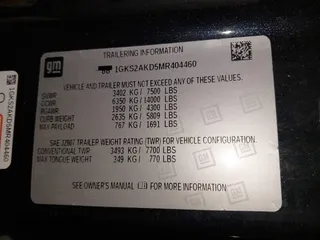 gm
TRAILERING INFORMATION
1GKS2AKD5MR404460
VEHICLE AND TRAILER MUST NOT EXCEED ANY OF THESE:
GVWR 3402 KG / 7500 LBS
GCWR 6350 KG / 14000 LBS
RGAWR 1950 KG / 4300 LBS
CURB WEIGHT 2635 KG / 5809 LBS
MAX PAYLOAD 797 KG / 1691 LBS
SAE J2807 TRAILER WEIGHT RATING (TWR) FOR VEHICLE CONFIGURATION.
CONVENTIONAL TWR 3493 KG / 7700 LBS
MAX TONGUE WEIGHT 349 KG / 770 LBS
SEE OWNER'S MANUAL FOR MORE INFORMATION.
1GKS2AKD5MR404460